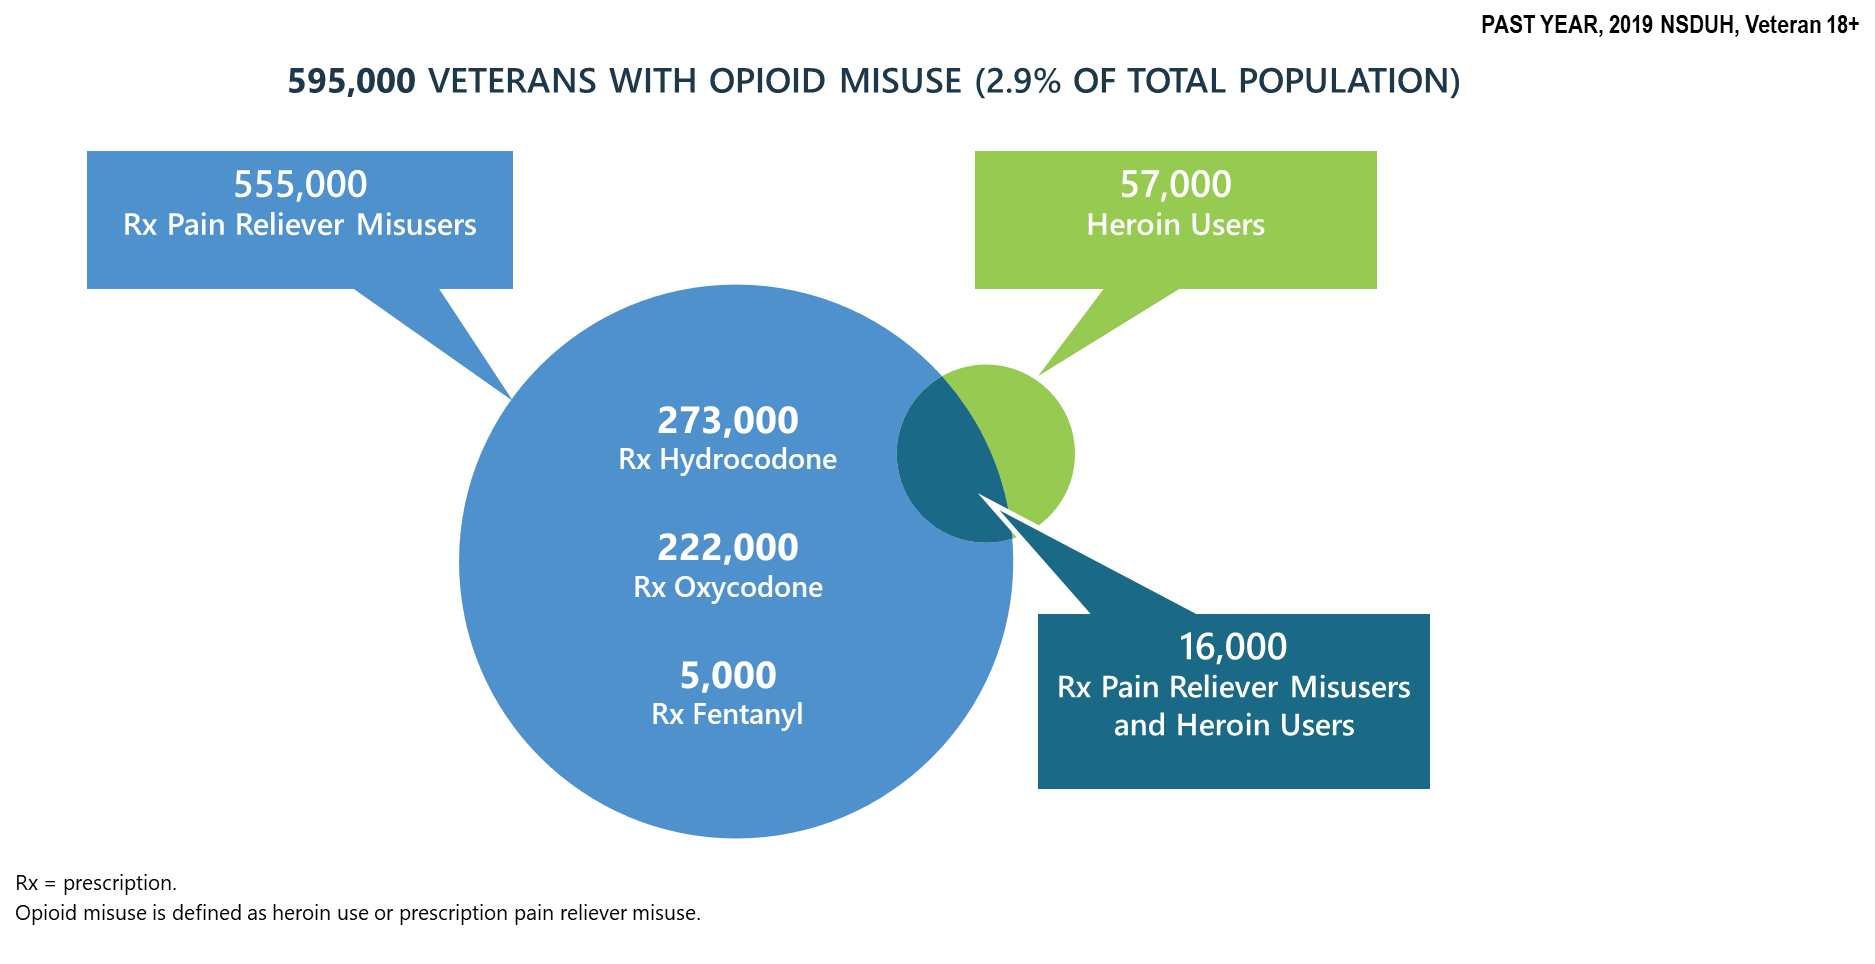 PAST YEAR, 2019 NSDUH, Veteran 18+
595,000 VETERANS WITH OPIOID MISUSE (2.9% OF TOTAL POPULATION)
555,000
Rx Pain Reliever Misusers
57,000
Heroin Users
273,000
Rx Hydrocodone
222,000
Rx Oxycodone
5,000
Rx Fentanyl
16,000
Rx Pain Reliever Misusers
and Heroin Users
Rx = prescription.
Opioid misuse is defined as heroin use or prescription pain reliever misuse.